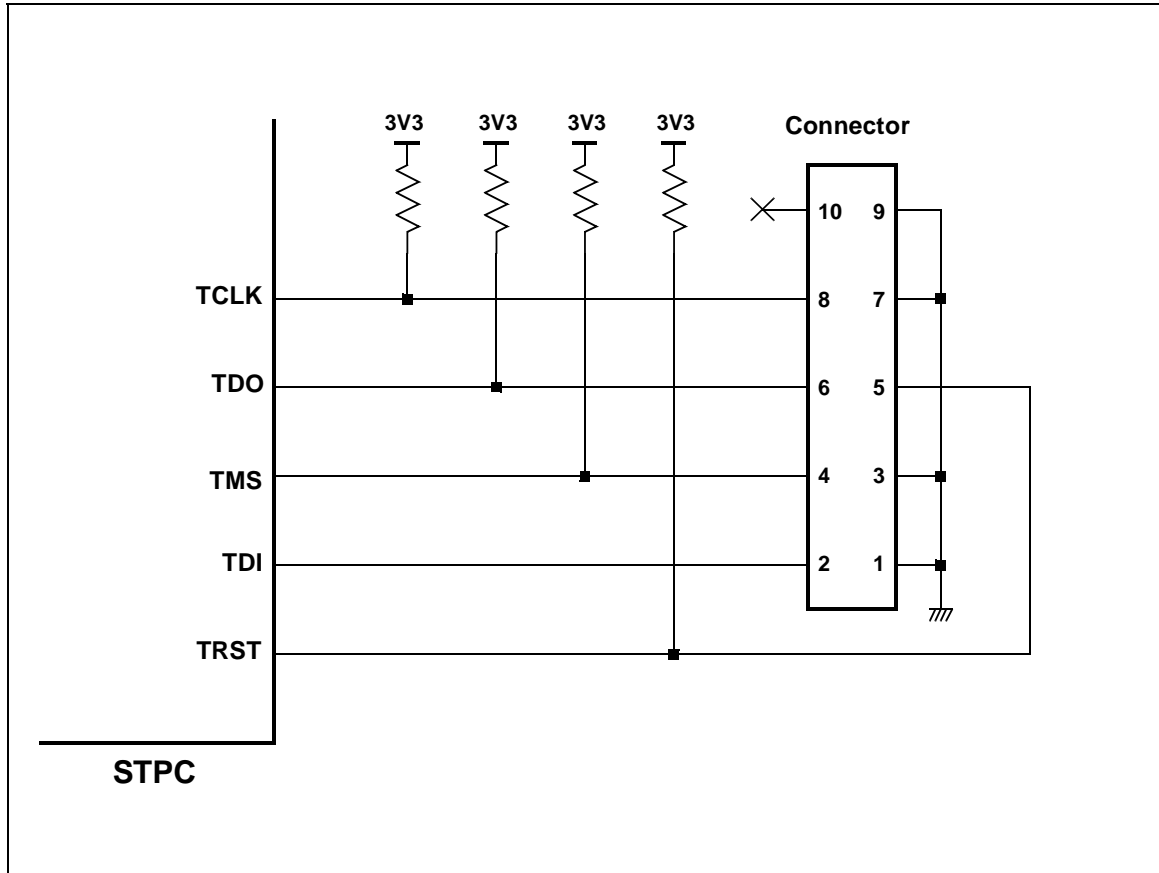 3V3 3V3 3V3 3V3 Connector
10 9
TCLK 8 7
TDO 6 5
TMS 4 3
TDI 2 1
TRST
STPC